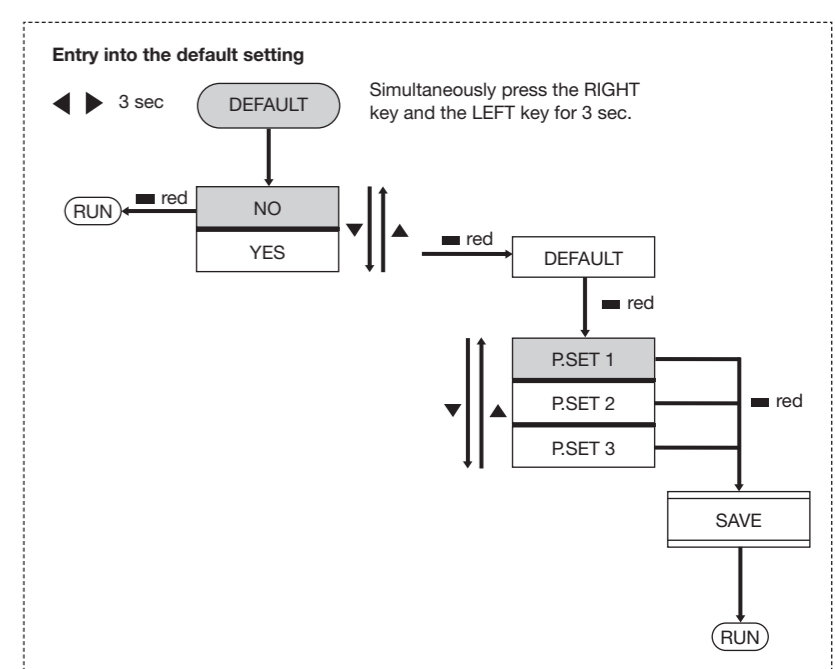 Entry into the default setting
3 sec
DEFAULT
Simultaneously press the RIGHT
key and the LEFT key for 3 sec.
RUN
red
NO
YES
red
DEFAULT
red
P.SET 1
P.SET 2
red
P.SET 3
SAVE
RUN